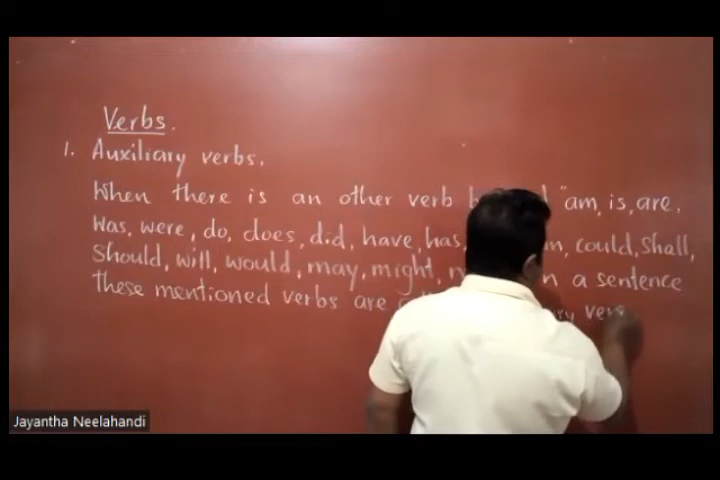 Verbs.
1. Auxiliary verbs.
When there is an other verb "am, is, are.
Was, were, do, does, did, have, has, could, shall,
Should, will, would, may, might, a sentence
these mentioned verbs are
Jayantha Neelahandi